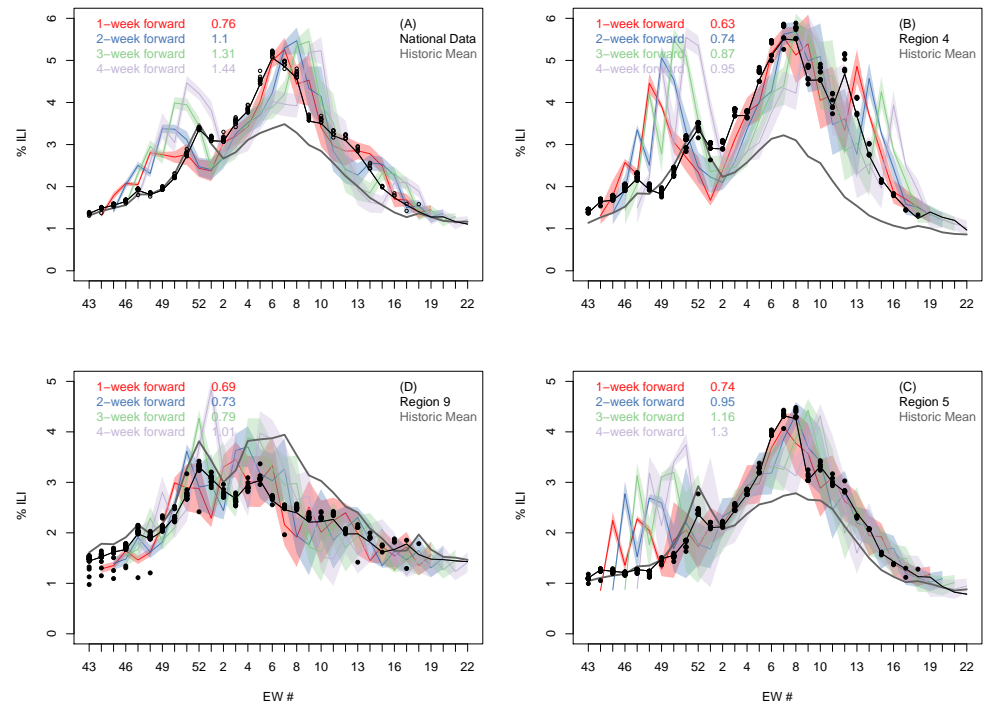 1−week forward 0.76 (A)
2−week forward 1.1 National Data
3−week forward 1.31 Historic Mean
4−week forward 1.44
% ILI
0 1 2 3 4 5 6
43 46 49 52 2 4 6 8 10 13 16 19 22
1−week forward 0.63 (B)
2−week forward 0.74 Region 4
3−week forward 0.87 Historic Mean
4−week forward 0.95
% ILI
0 1 2 3 4 5 6
43 46 49 52 2 4 6 8 10 13 16 19 22
1−week forward 0.69 (D)
2−week forward 0.73 Region 9
3−week forward 0.79 Historic Mean
4−week forward 1.01
% ILI
0 1 2 3 4 5
43 46 49 52 2 4 6 8 10 13 16 19 22
EW #
1−week forward 0.74 (C)
2−week forward 0.95 Region 5
3−week forward 1.16 Historic Mean
4−week forward 1.3
% ILI
0 1 2 3 4 5
43 46 49 52 2 4 6 8 10 13 16 19 22
EW #